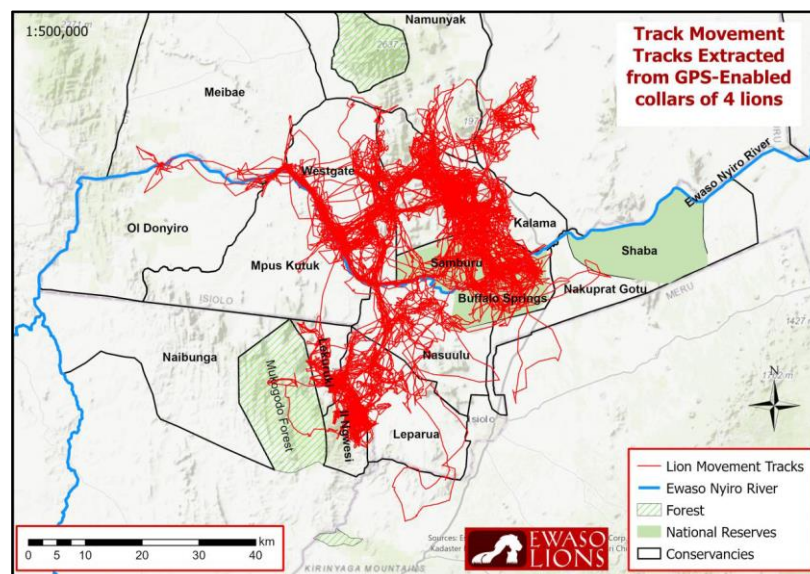 1:500,000
Track Movement
Tracks Extracted
from GPS-Enabled
collars of 4 lions
Namunyak
2637 m
Meibae
Westgate
Ewaso Nyiro River
Kalama
Ol Donyiro
Samburu
Shaba
Mpus Kutuk
Buffalo Springs
Nakuprat Gotu
ISIOLO
MERU
Naibunga
Lekurruki
Nasuulu
Mukogodo Forest
Il Ngwesi
Leparua
Isiolo
N
Lion Movement Tracks
Ewaso Nyiro River
Forest
National Reserves
Conservancies
km
0 5 10 20 30 40
EWASO
LIONS
KIRINYAGA MOUNTAINS